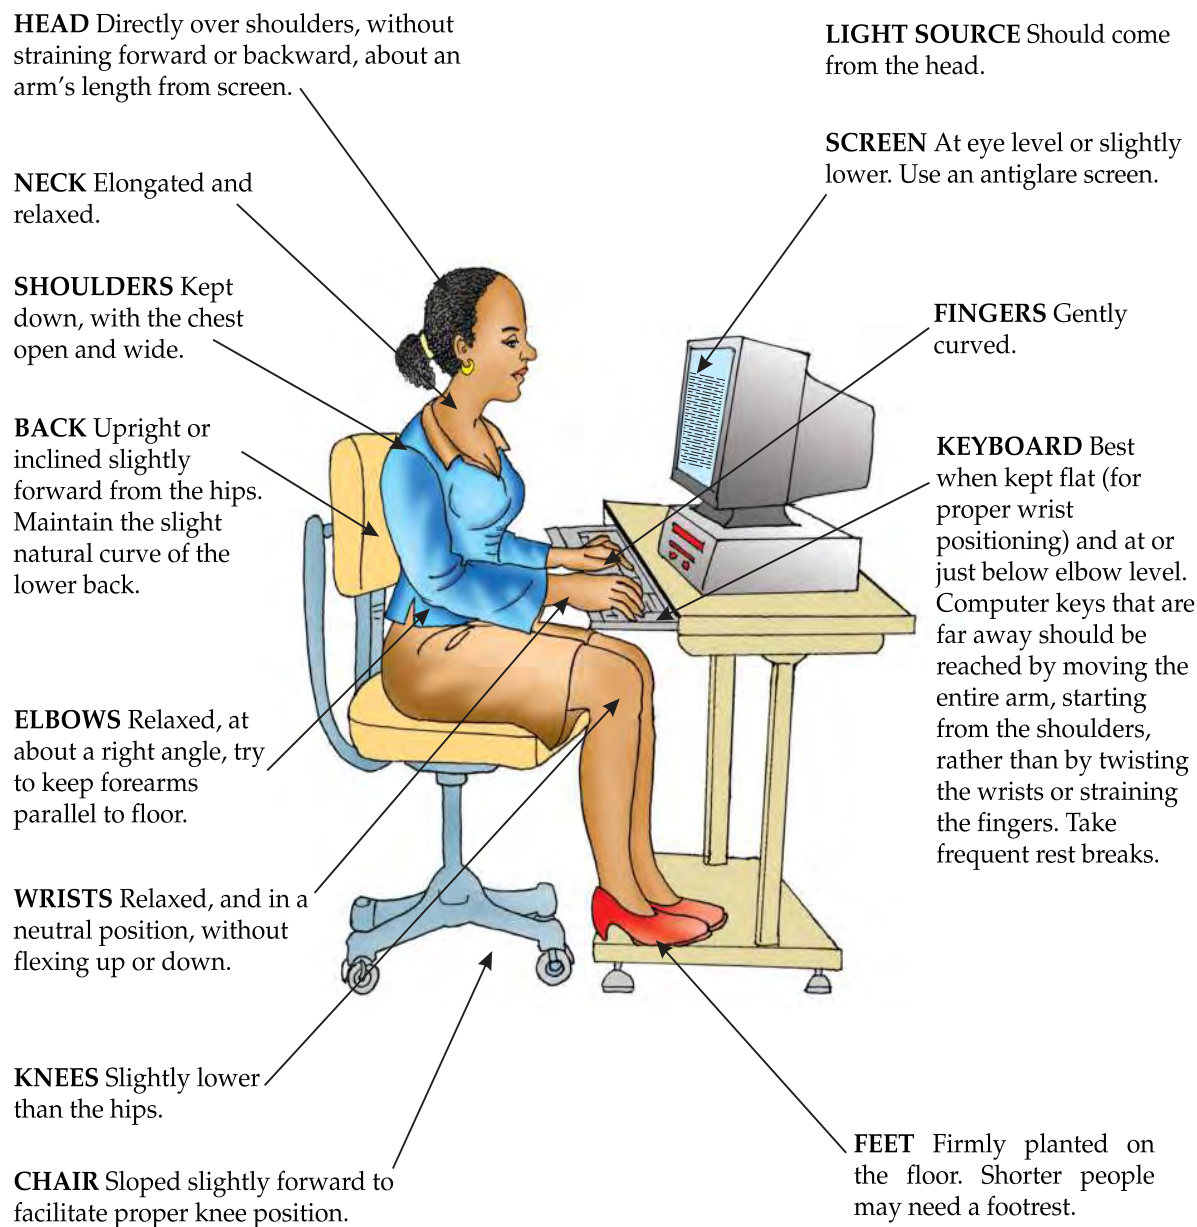 HEAD Directly over shoulders, without
straining forward or backward, about an
arm's length from screen.
NECK Elongated and
relaxed.
SHOULDERS Kept
down, with the chest
open and wide.
BACK Upright or
inclined slightly
forward from the hips.
Maintain the slight
natural curve of the
lower back.
ELBOWS Relaxed, at
about a right angle, try
to keep forearms
parallel to floor.
WRISTS Relaxed, and in a
neutral position, without
flexing up or down.
KNEES Slightly lower
than the hips.
CHAIR Sloped slightly forward to
facilitate proper knee position.
LIGHT SOURCE Should come
from the head.
SCREEN At eye level or slightly
lower. Use an antiglare screen.
FINGERS Gently
curved.
KEYBOARD Best
when kept flat (for
proper wrist
positioning) and at or
just below elbow level.
Computer keys that are
far away should be
reached by moving the
entire arm, starting
from the shoulders,
rather than by twisting
the wrists or straining
the fingers. Take
frequent rest breaks.
FEET Firmly planted on
the floor. Shorter people
may need a footrest.